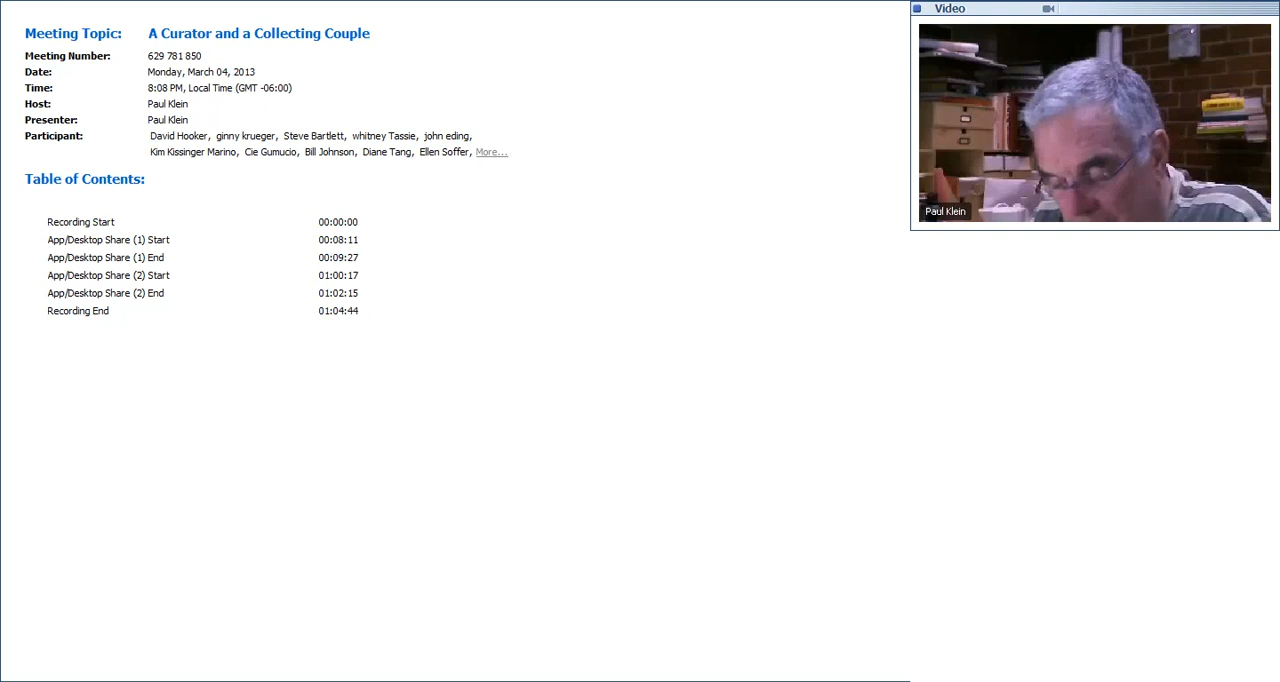 Meeting Topic: A Curator and a Collecting Couple
Meeting Number: 629 781 850
Date: Monday, March 04, 2013
Time: 8:08 PM, Local Time (GMT -06:00)
Host: Paul Klein
Presenter: Paul Klein
Participant: David Hooker, ginny krueger, Steve Bartlett, whitney Tassie, john eding,
Kim Kissinger Marino, Cie Gumucio, Bill Johnson, Diane Tang, Ellen Soffer, More...
Table of Contents:
Recording Start 00:00:00
App/Desktop Share (1) Start 00:08:11
App/Desktop Share (1) End 00:09:27
App/Desktop Share (2) Start 01:00:17
App/Desktop Share (2) End 01:02:15
Recording End 01:04:44
Video
Paul Klein